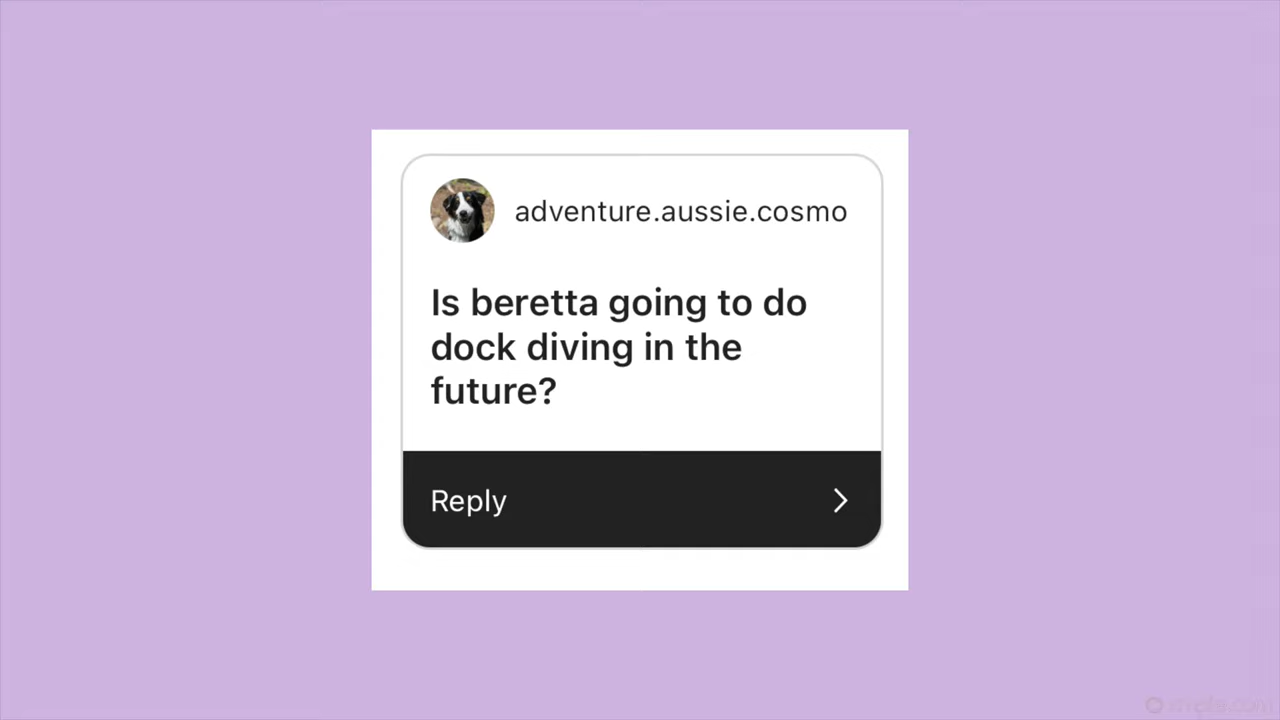 adventure.aussie.cosmo
Is beretta going to do
dock diving in the
future?
Reply